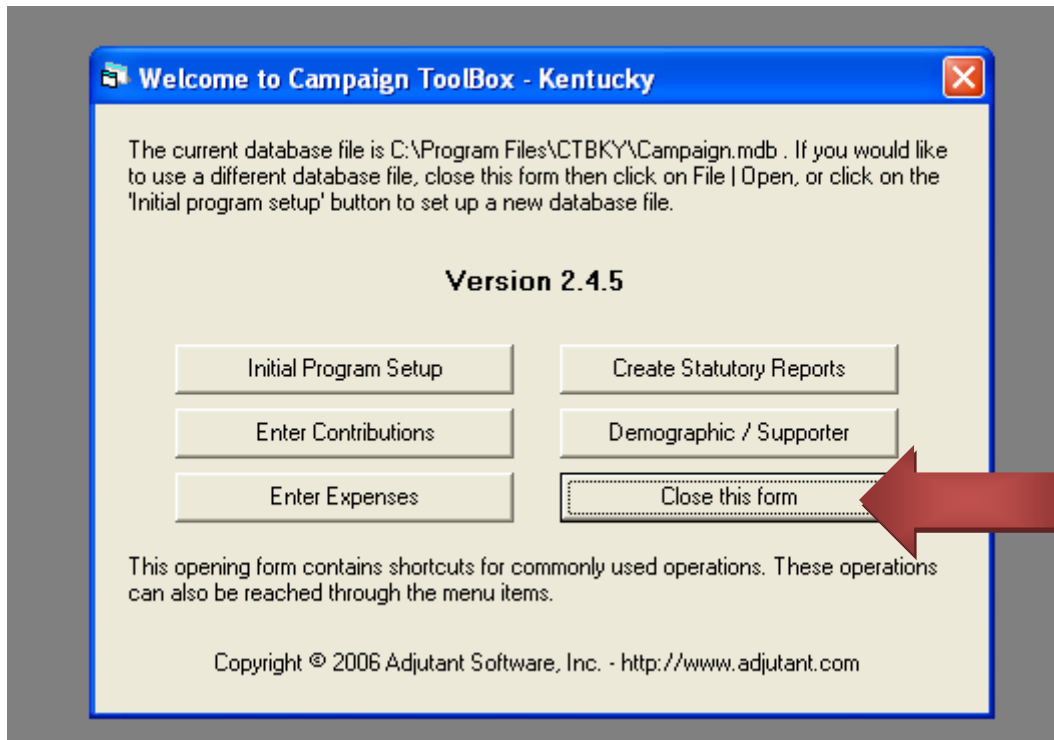 Welcome to Campaign ToolBox - Kentucky
The current database file is C:\Program Files\CTBKY\Campaign.mdb . If you would like
to use a different database file, close this form then click on File | Open, or click on the
'Initial program setup' button to set up a new database file.
Version 2.4.5
Initial Program Setup
Create Statutory Reports
Enter Contributions
Demographic / Supporter
Enter Expenses
Close this form
This opening form contains shortcuts for commonly used operations. These operations
can also be reached through the menu items.
Copyright © 2006 Adjutant Software, Inc. - http://www.adjutant.com